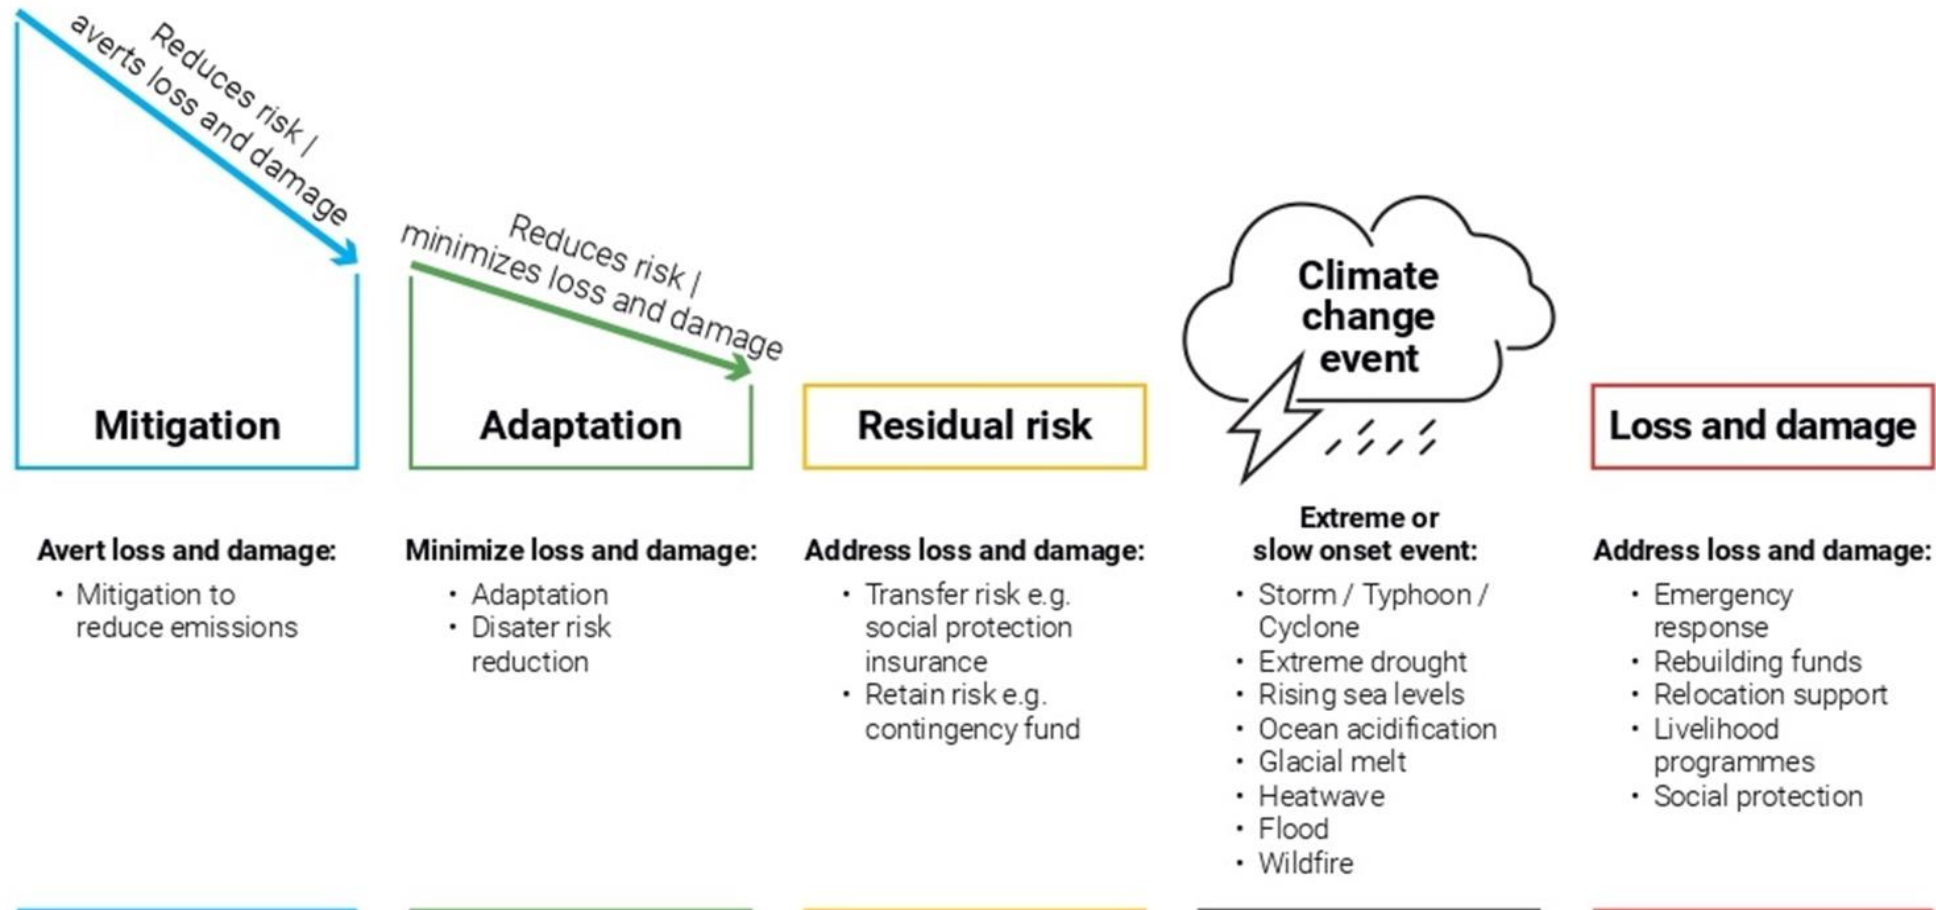 Reduces risk |
averts loss and damage
Reduces risk |
minimizes loss and damage
Mitigation
Adaptation
Residual risk
Climate
change
event
Loss and damage
Avert loss and damage:
• Mitigation to
reduce emissions
Minimize loss and damage:
• Adaptation
• Disater risk
reduction
Address loss and damage:
• Transfer risk e.g.
social protection
insurance
• Retain risk e.g.
contingency fund
Extreme or
slow onset event:
• Storm / Typhoon /
Cyclone
• Extreme drought
• Rising sea levels
• Ocean acidification
• Glacial melt
• Heatwave
• Flood
• Wildfire
Address loss and damage:
• Emergency
response
• Rebuilding funds
• Relocation support
• Livelihood
programmes
• Social protection